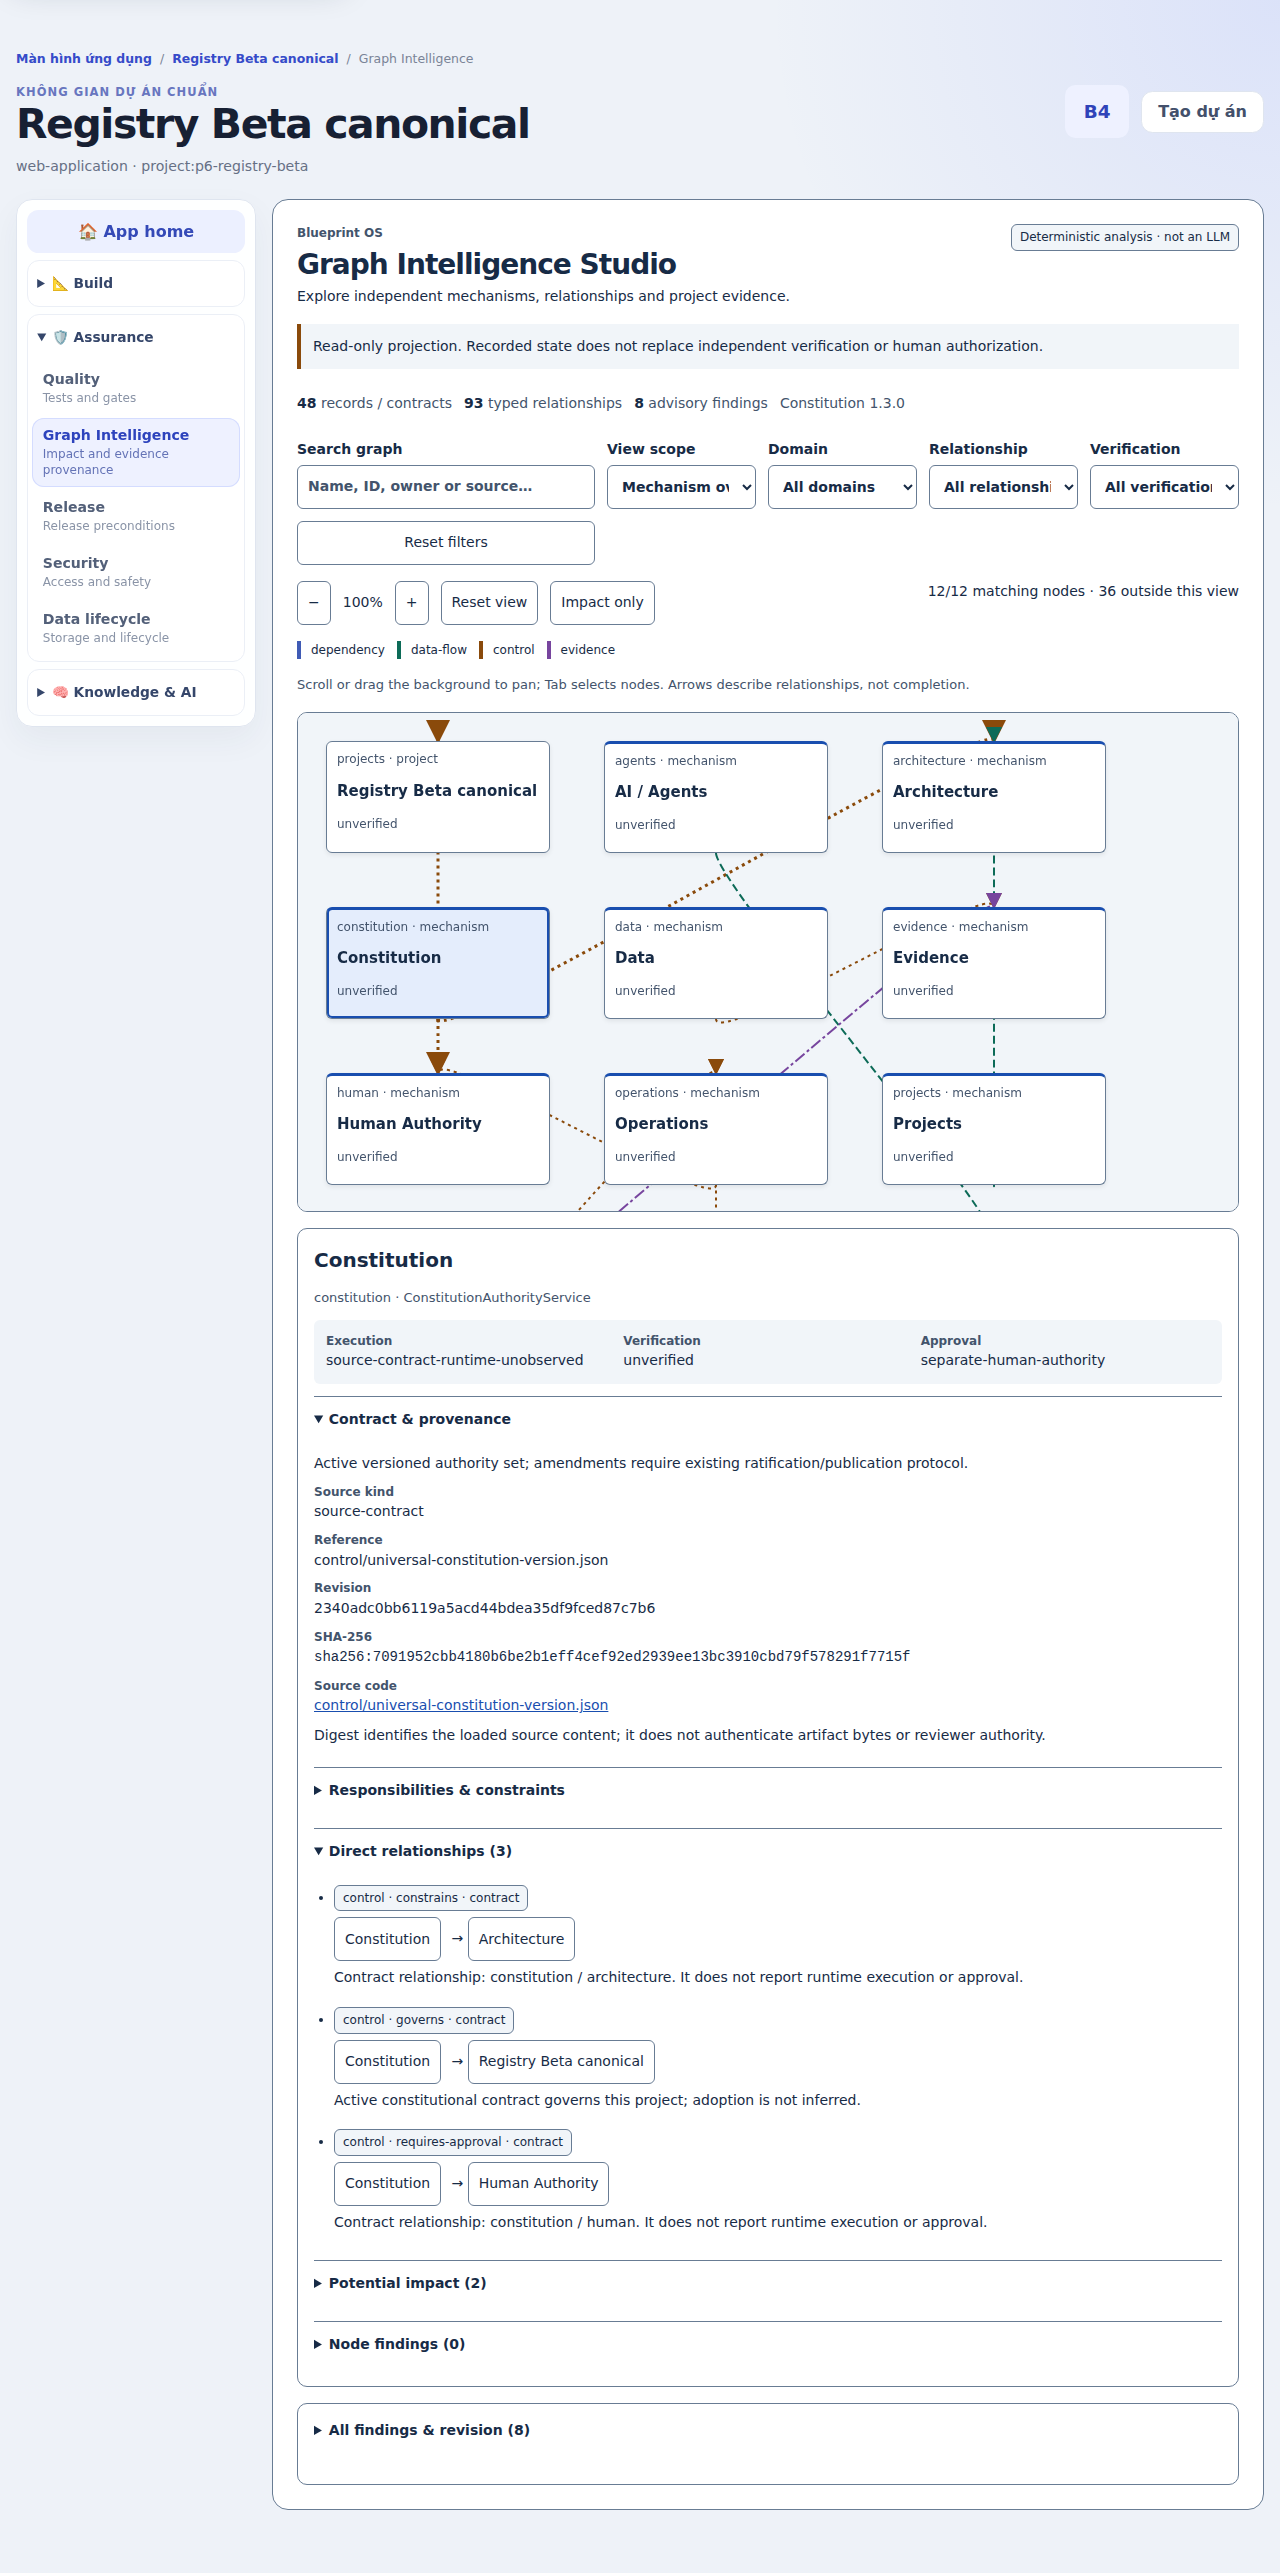 Màn hình ứng dụng / Registry Beta canonical / Graph Intelligence
KHÔNG GIAN DỰ ÁN CHUẨN
Registry Beta canonical
web-application · project:p6-registry-beta
B4
Tạo dự án
🏠 App home
▶ 📐 Build
▼ 🛡️ Assurance
Quality
Tests and gates
Graph Intelligence
Impact and evidence
provenance
Release
Release preconditions
Security
Access and safety
Data lifecycle
Storage and lifecycle
▶ 🧠 Knowledge & AI
Blueprint OS
Deterministic analysis · not an LLM
Graph Intelligence Studio
Explore independent mechanisms, relationships and project evidence.
Read-only projection. Recorded state does not replace independent verification or human authorization.
48 records / contracts 93 typed relationships 8 advisory findings Constitution 1.3.0
Search graph View scope Domain Relationship Verification
Name, ID, owner or source… Mechanism ov All domains All relationshi All verification
Reset filters
− 100% + Reset view Impact only
12/12 matching nodes · 36 outside this view
dependency data-flow control evidence
Scroll or drag the background to pan; Tab selects nodes. Arrows describe relationships, not completion.
projects · project
Registry Beta canonical
unverified
agents · mechanism
AI / Agents
unverified
architecture · mechanism
Architecture
unverified
constitution · mechanism
Constitution
unverified
data · mechanism
Data
unverified
evidence · mechanism
Evidence
unverified
human · mechanism
Human Authority
unverified
operations · mechanism
Operations
unverified
projects · mechanism
Projects
unverified
Constitution
constitution · ConstitutionAuthorityService
Execution
source-contract-runtime-unobserved
Verification
unverified
Approval
separate-human-authority
▼ Contract & provenance
Active versioned authority set; amendments require existing ratification/publication protocol.
Source kind
source-contract
Reference
control/universal-constitution-version.json
Revision
2340adc0bb6119a5acd44bdea35df9fced87c7b6
SHA-256
sha256:7091952cbb4180b6be2b1eff4cef92ed2939ee13bc3910cbd79f578291f7715f
Source code
control/universal-constitution-version.json
Digest identifies the loaded source content; it does not authenticate artifact bytes or reviewer authority.
▶ Responsibilities & constraints
▼ Direct relationships (3)
• control · constrains · contract
Constitution → Architecture
Contract relationship: constitution / architecture. It does not report runtime execution or approval.
• control · governs · contract
Constitution → Registry Beta canonical
Active constitutional contract governs this project; adoption is not inferred.
• control · requires-approval · contract
Constitution → Human Authority
Contract relationship: constitution / human. It does not report runtime execution or approval.
▶ Potential impact (2)
▶ Node findings (0)
▶ All findings & revision (8)